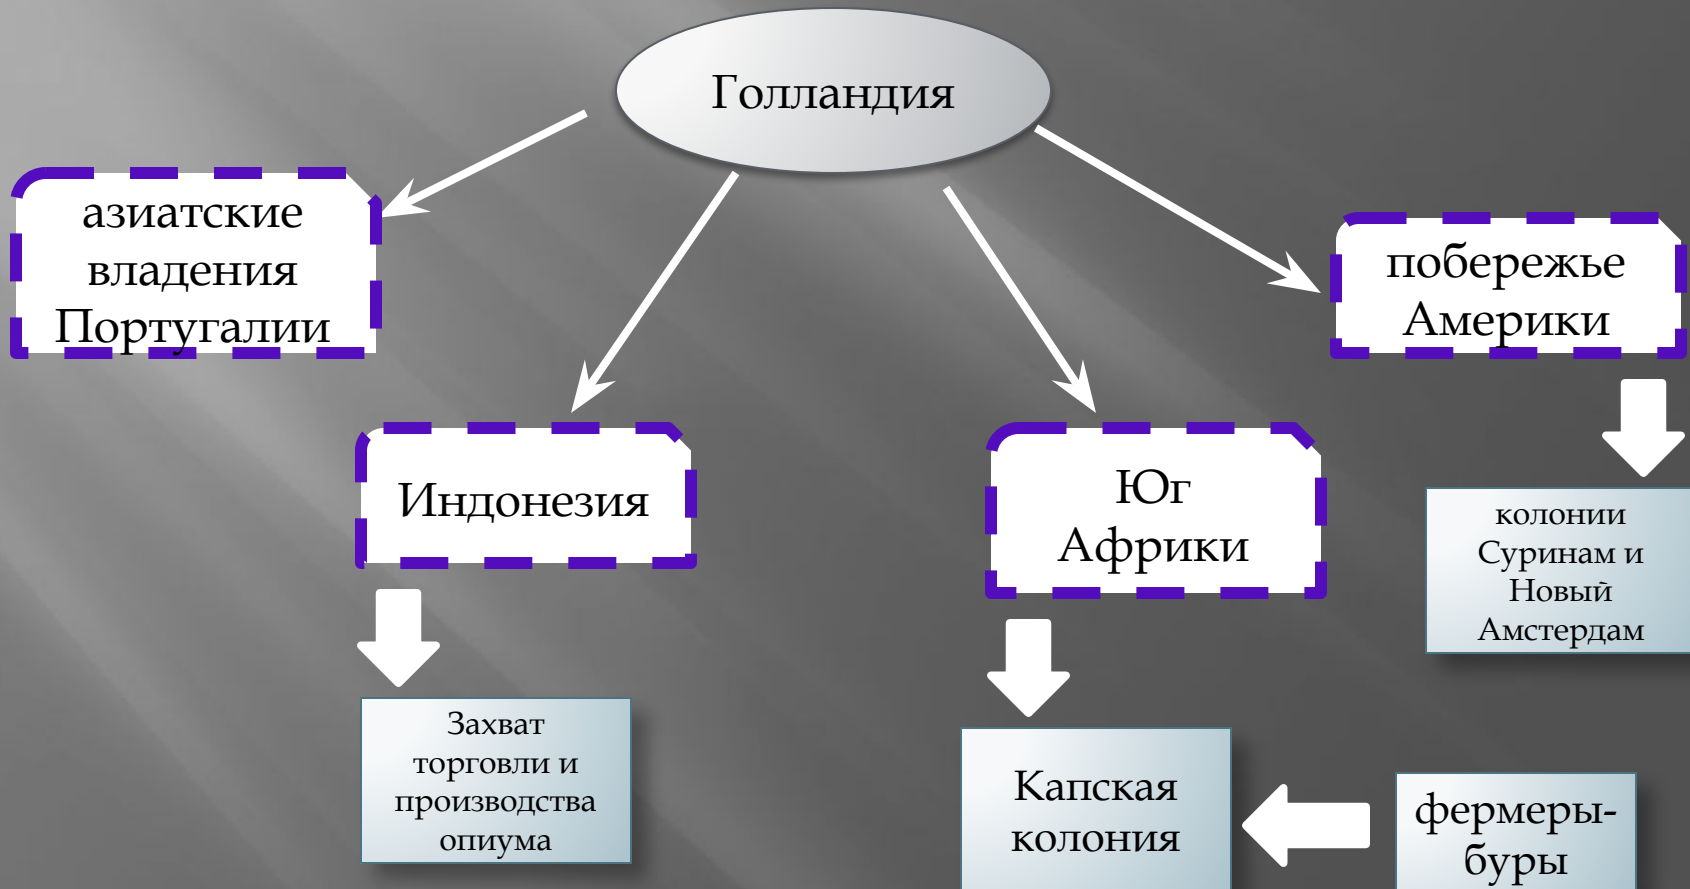 Голландия
азиатские
владения
Португалии
побережье
Америки
Индонезия
Юг
Африки
колонии
Суринам и
Новый
Амстердам
Захват
торговли и
производства
опиума
Капская
колония
фермеры-
буры